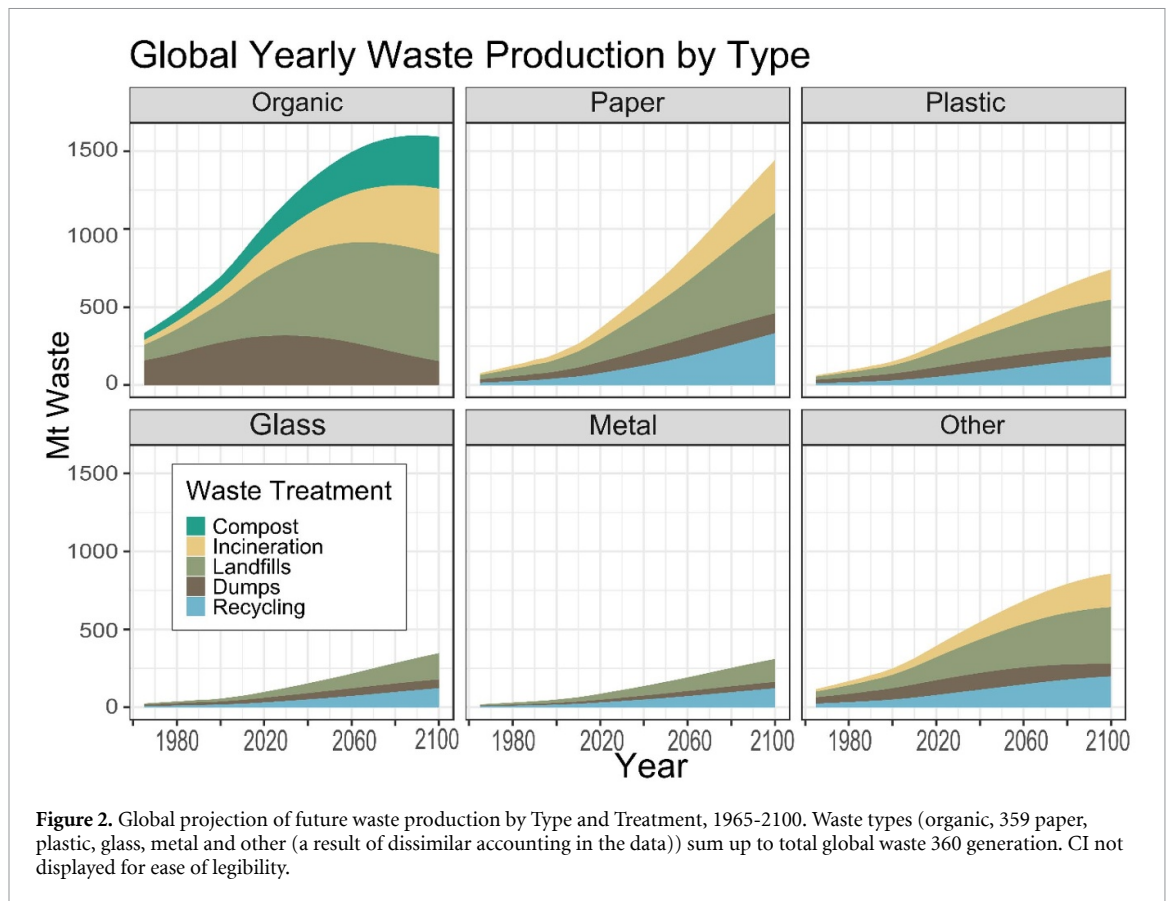 Global Yearly Waste Production by Type
Organic
Paper
Plastic
1500
1000
500
0
Mt Waste
Glass
Metal
Other
1500
1000
500
0
Waste Treatment
Compost
Incineration
Landfills
Dumps
Recycling
1980 2020 2060 2100
1980 2020 2060 2100
1980 2020 2060 2100
Year
Figure 2. Global projection of future waste production by Type and Treatment, 1965-2100. Waste types (organic, 359 paper,
plastic, glass, metal and other (a result of dissimilar accounting in the data)) sum up to total global waste 360 generation. CI not
displayed for ease of legibility.